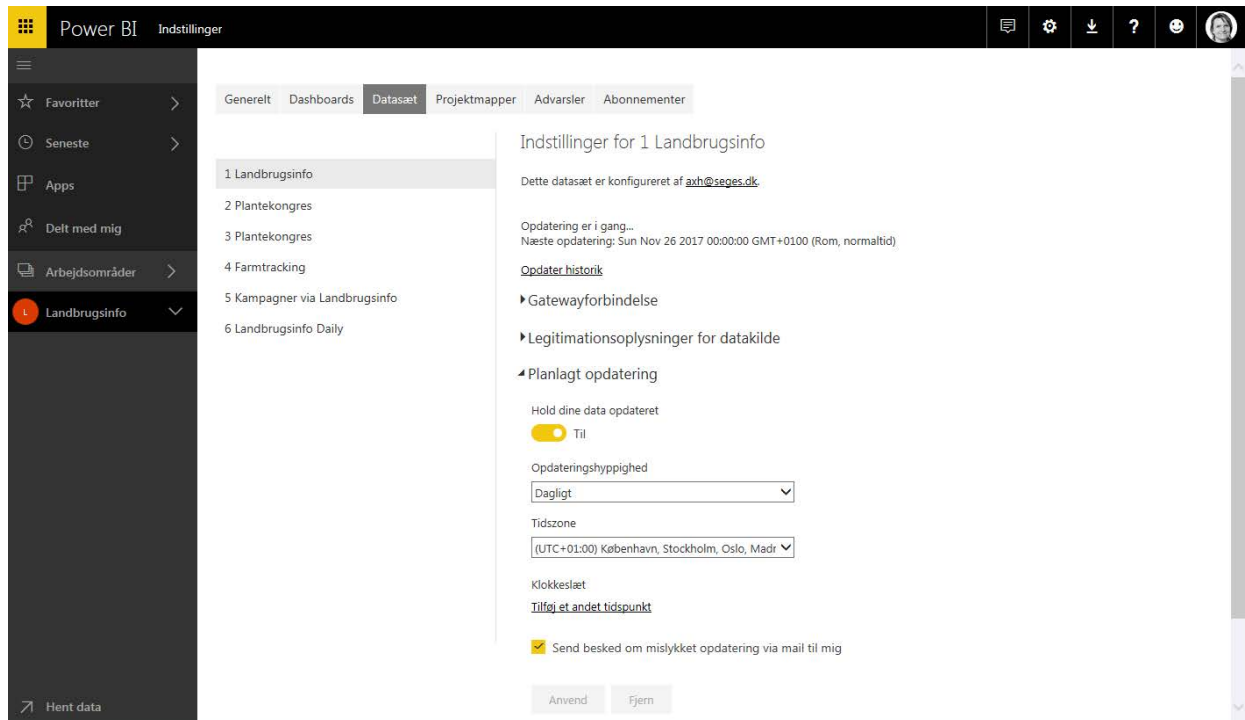 Power BI Indstillinger
?
Favoritter
Seneste
Apps
Delt med mig
Arbejdsområder
L Landbrugsinfo
Hent data
Generelt Dashboards Datasæt Projektmapper Advarsler Abonnementer
1 Landbrugsinfo
2 Plantekongres
3 Plantekongres
4 Farmtracking
5 Kampagner via Landbrugsinfo
6 Landbrugsinfo Daily
Indstillinger for 1 Landbrugsinfo
Dette datasæt er konfigureret af axh@seges.dk.
Opdatering er i gang...
Næste opdatering: Sun Nov 26 2017 00:00:00 GMT+0100 (Rom, normaltid)
Opdater historik
Gatewayforbindelse
Legitimationsoplysninger for datakilde
Planlagt opdatering
Hold dine data opdateret
Til
Opdateringshyppighed
Dagligt
Tidszone
(UTC+01:00) København, Stockholm, Oslo, Madr
Klokkeslæt
Tilføj et andet tidspunkt
Send besked om mislykket opdatering via mail til mig
Anvend Fjern